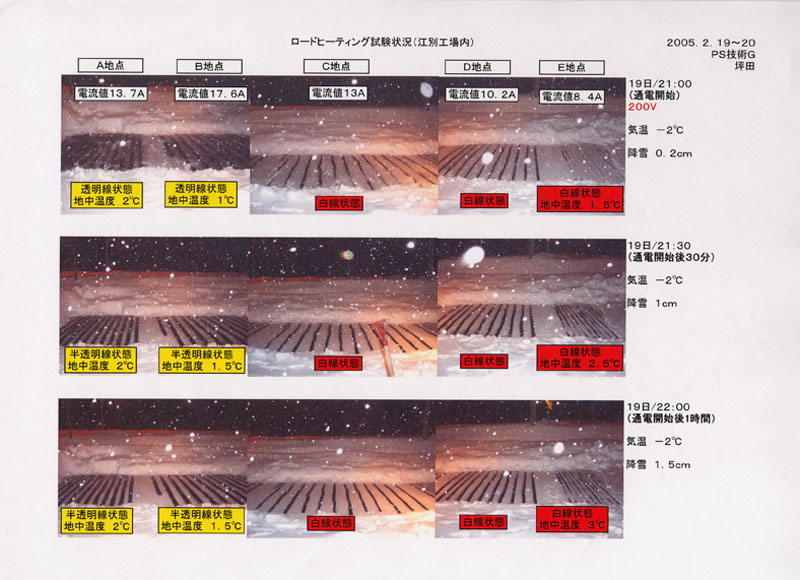 ロードヒーティング試験状況(江別工場内)
2005. 2. 19～20
PS技術G
坪田
A地点
B地点
C地点
D地点
E地点
電流値13. 7A
電流値17. 6A
電流値13A
電流値10. 2A
電流値8. 4A
19日/21:00
(通電開始)
200V
気温 －2℃
降雪 0. 2cm
透明線状態
地中温度 2℃
透明線状態
地中温度 1℃
白線状態
白線状態
白線状態
地中温度 1. 5℃
19日/21:30
(通電開始後30分)
気温 －2℃
降雪 1cm
半透明線状態
地中温度 2℃
半透明線状態
地中温度 1. 5℃
白線状態
白線状態
白線状態
地中温度 2. 5℃
19日/22:00
(通電開始後1時間)
気温 －2℃
降雪 1. 5cm
半透明線状態
地中温度 2℃
半透明線状態
地中温度 1. 5℃
白線状態
白線状態
白線状態
地中温度 3℃